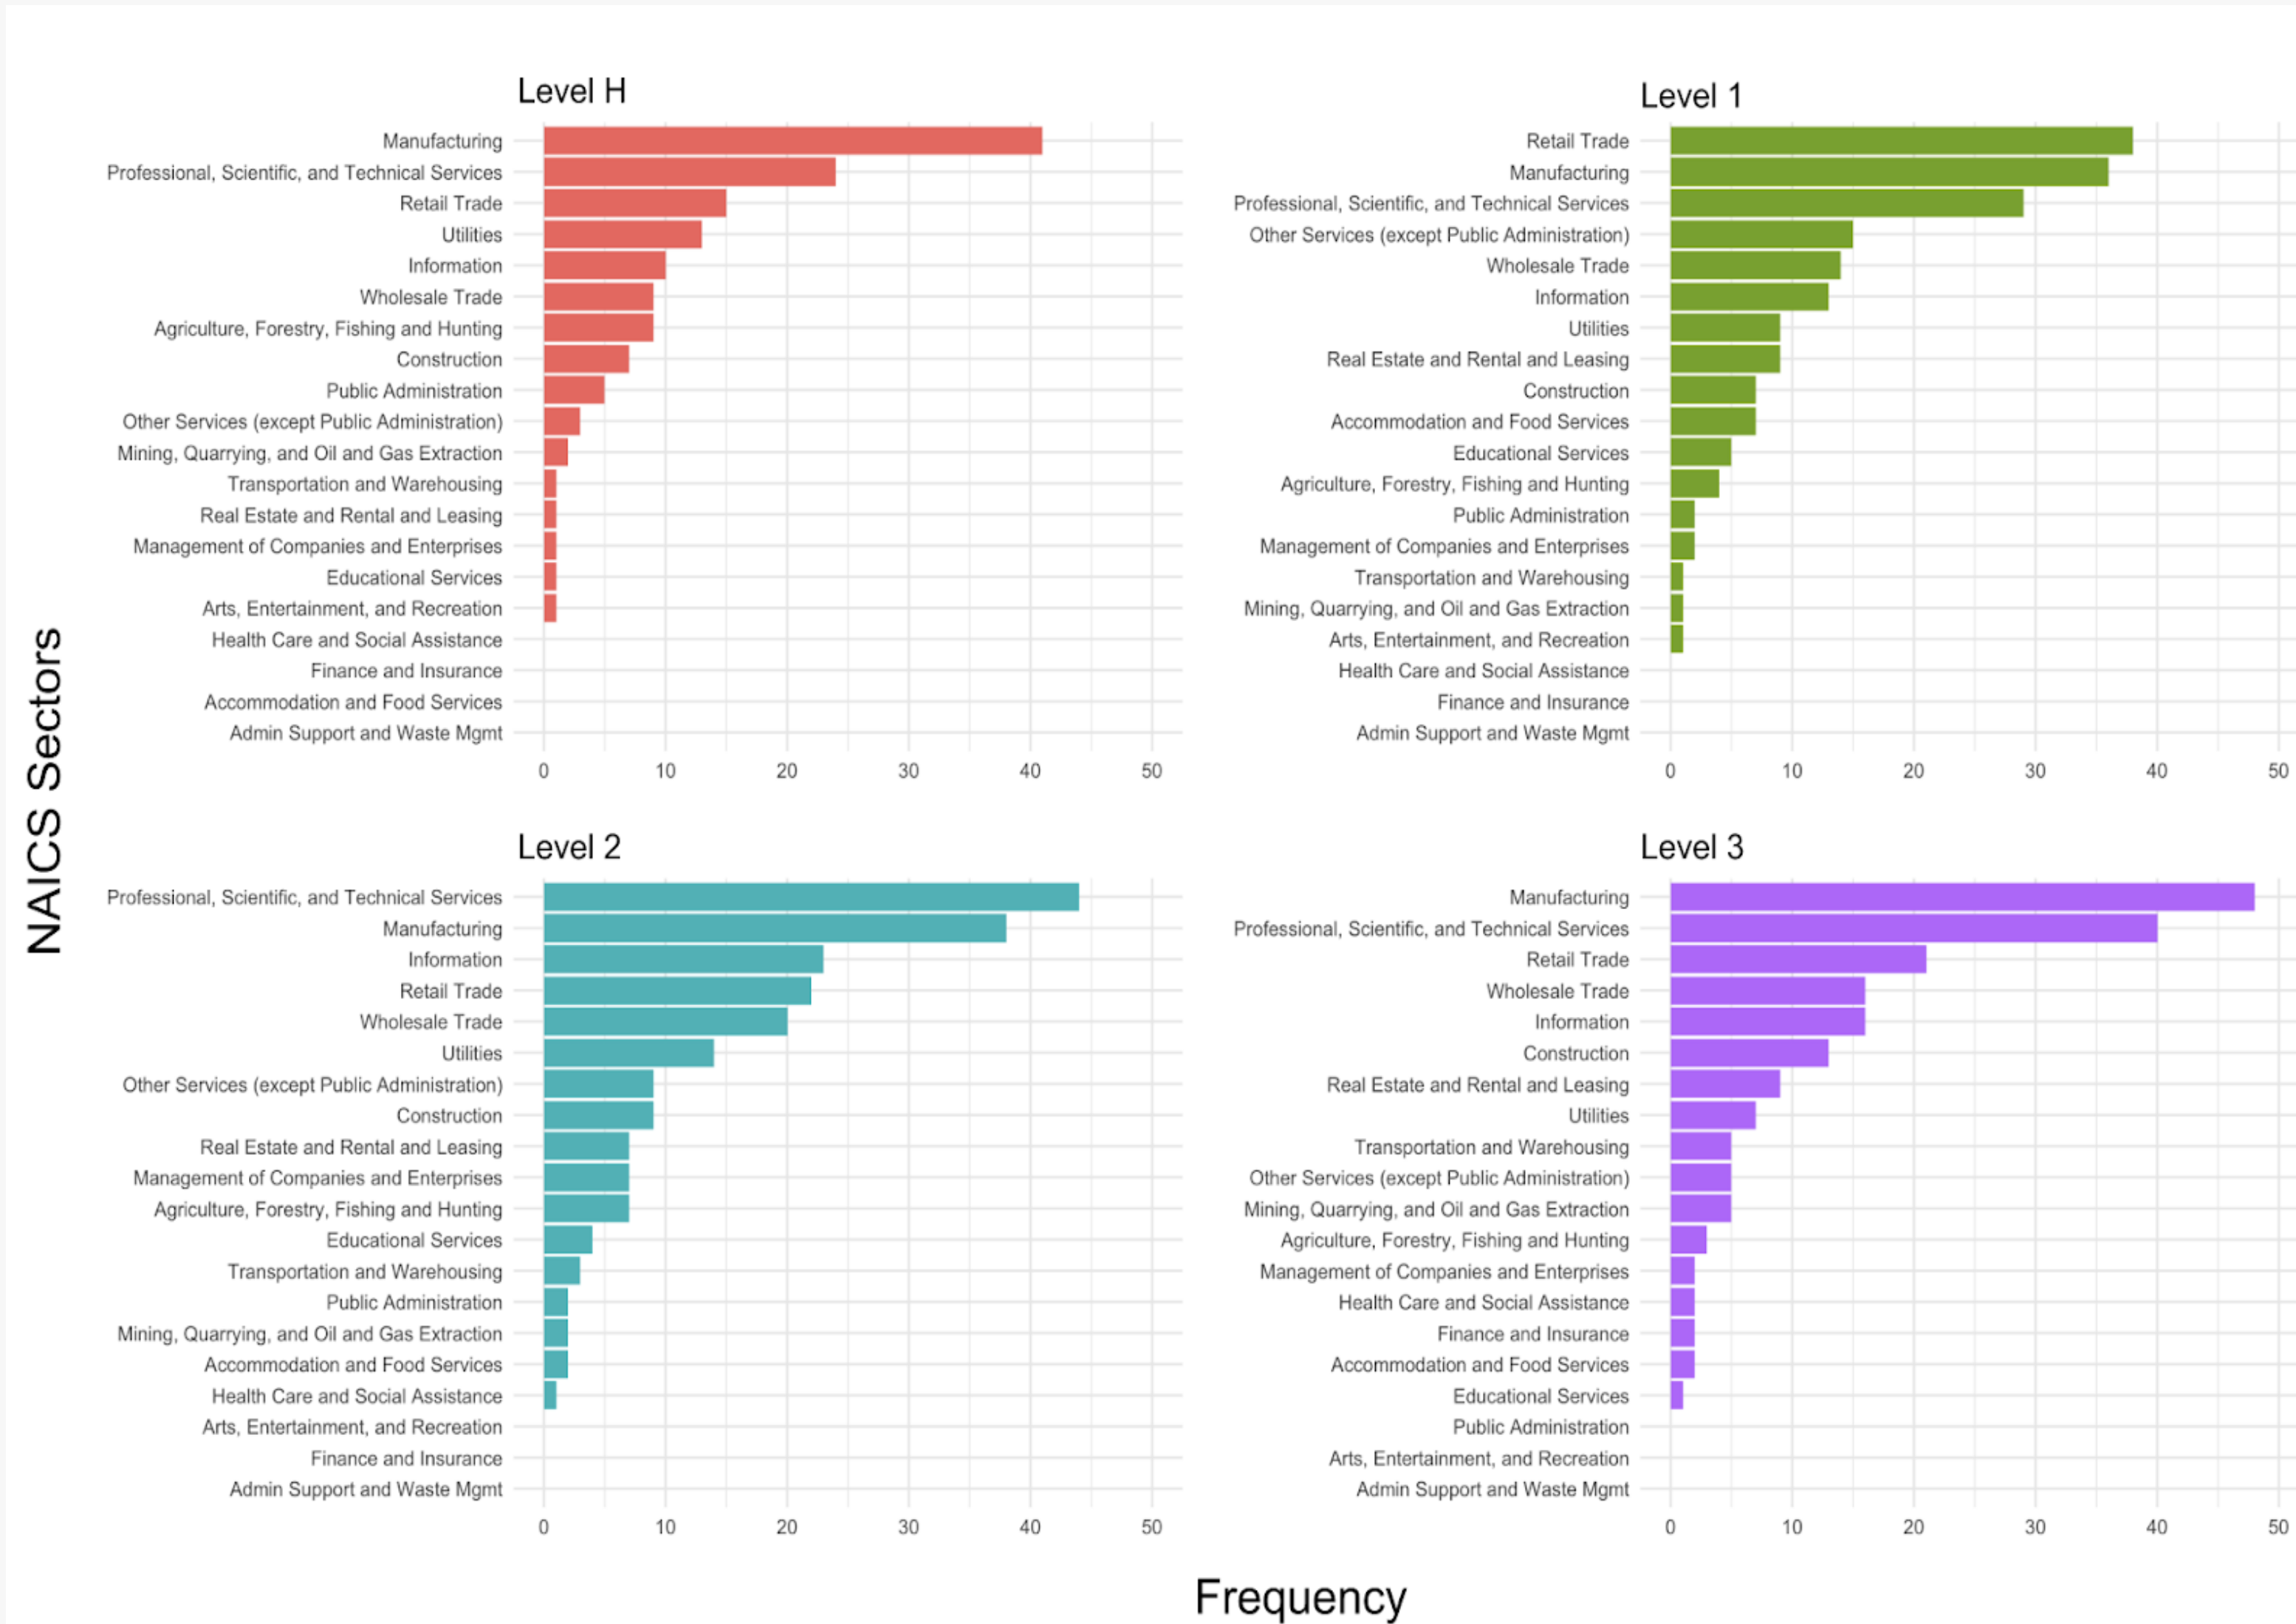 Level H
Manufacturing
Professional, Scientific, and Technical Services
Retail Trade
Utilities
Information
Wholesale Trade
Agriculture, Forestry, Fishing and Hunting
Construction
Public Administration
Other Services (except Public Administration)
Mining, Quarrying, and Oil and Gas Extraction
Transportation and Warehousing
Real Estate and Rental and Leasing
Management of Companies and Enterprises
Educational Services
Arts, Entertainment, and Recreation
Health Care and Social Assistance
Finance and Insurance
Accommodation and Food Services
Admin Support and Waste Mgmt
0 10 20 30 40 50
Level 1
Retail Trade
Manufacturing
Professional, Scientific, and Technical Services
Other Services (except Public Administration)
Wholesale Trade
Information
Utilities
Real Estate and Rental and Leasing
Construction
Accommodation and Food Services
Educational Services
Agriculture, Forestry, Fishing and Hunting
Public Administration
Management of Companies and Enterprises
Transportation and Warehousing
Mining, Quarrying, and Oil and Gas Extraction
Arts, Entertainment, and Recreation
Health Care and Social Assistance
Finance and Insurance
Admin Support and Waste Mgmt
0 10 20 30 40 50
NAICS Sectors
Level 2
Professional, Scientific, and Technical Services
Manufacturing
Information
Retail Trade
Wholesale Trade
Utilities
Other Services (except Public Administration)
Construction
Real Estate and Rental and Leasing
Management of Companies and Enterprises
Agriculture, Forestry, Fishing and Hunting
Educational Services
Transportation and Warehousing
Public Administration
Mining, Quarrying, and Oil and Gas Extraction
Accommodation and Food Services
Health Care and Social Assistance
Arts, Entertainment, and Recreation
Finance and Insurance
Admin Support and Waste Mgmt
0 10 20 30 40 50
Level 3
Manufacturing
Professional, Scientific, and Technical Services
Retail Trade
Wholesale Trade
Information
Construction
Real Estate and Rental and Leasing
Utilities
Transportation and Warehousing
Other Services (except Public Administration)
Mining, Quarrying, and Oil and Gas Extraction
Agriculture, Forestry, Fishing and Hunting
Management of Companies and Enterprises
Health Care and Social Assistance
Finance and Insurance
Accommodation and Food Services
Educational Services
Public Administration
Arts, Entertainment, and Recreation
Admin Support and Waste Mgmt
0 10 20 30 40 50
Frequency